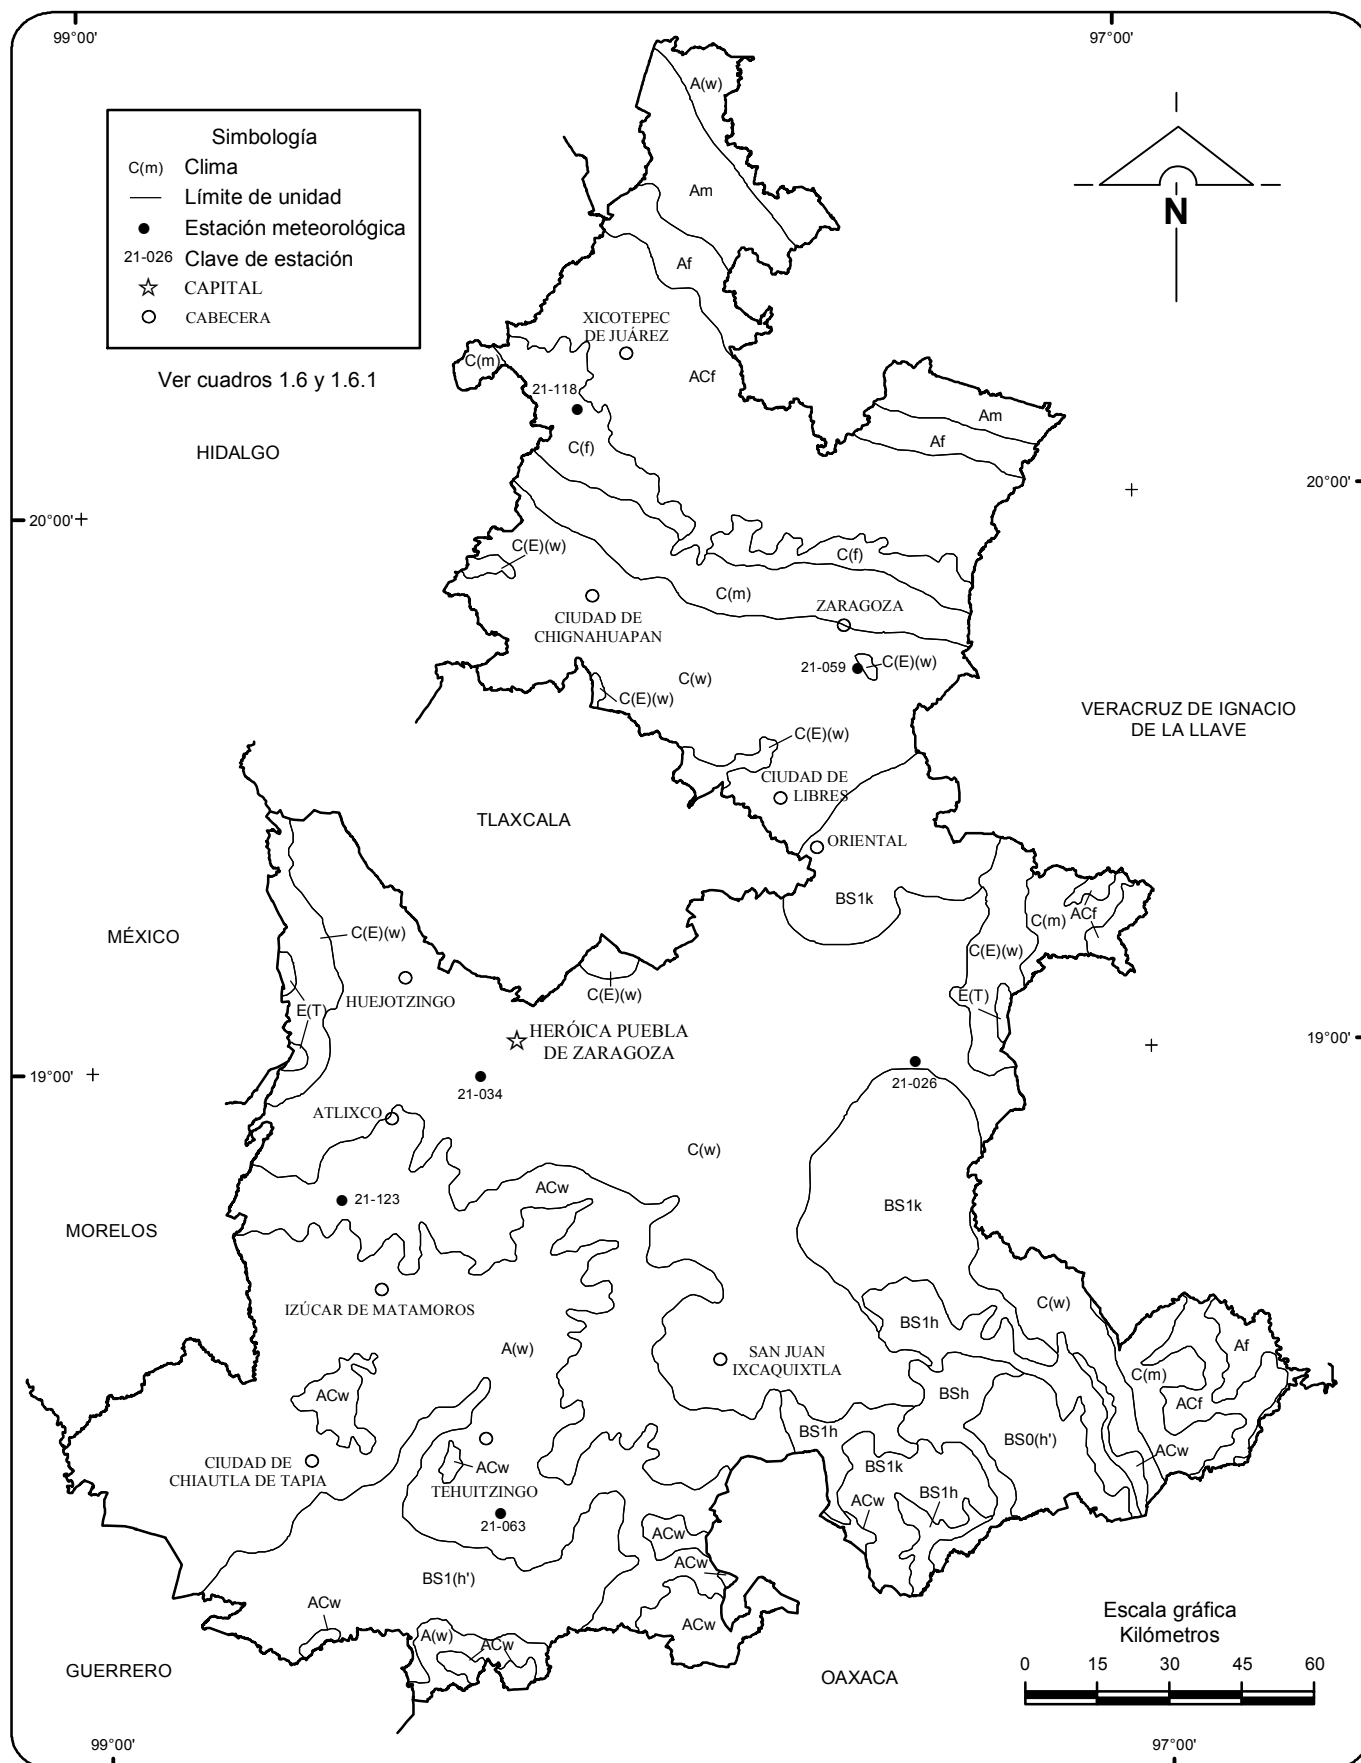 99°00'
97°00'
Simbología
C(m) Clima
Límite de unidad
Estación meteorológica
21-026 Clave de estación
CAPITAL
CABECERA
Ver cuadros 1.6 y 1.6.1
N
A(w)
Am
Af
XICOTEPEC
DE JUÁREZ
C(m)
ACf
21-118
Am
Af
C(f)
HIDALGO
20°00'
20°00'
C(E)(w)
C(f)
C(m)
ZARAGOZA
CIUDAD DE
CHIGNAHUAPAN
21-059
C(E)(w)
C(w)
C(E)(w)
VERACRUZ DE IGNACIO
DE LA LLAVE
C(E)(w)
CIUDAD DE
LIBRES
TLAXCALA
ORIENTAL
BS1k
MÉXICO
C(E)(w)
C(m)
ACf
C(E)(w)
HUEJOTZINGO
C(E)(w)
E(T)
E(T)
HERÓICA PUEBLA
DE ZARAGOZA
19°00'
19°00'
21-034
21-026
ATLIXCO
C(w)
ACw
21-123
BS1k
MORELOS
IZÚCAR DE MATAMOROS
C(w)
BS1h
A(w)
SAN JUAN
IXCAQUIXTLA
Af
C(m)
ACw
BSh
ACf
BS1h
BS0(h')
CIUDAD DE
CHIAUTLA DE TAPIA
ACw
BS1k
ACw
TEHUITZINGO
ACw
BS1h
21-063
ACw
ACw
BS1(h')
ACw
ACw
A(w)
ACw
GUERRERO
OAXACA
Escala gráfica
Kilómetros
0 15 30 45 60
99°00'
97°00'